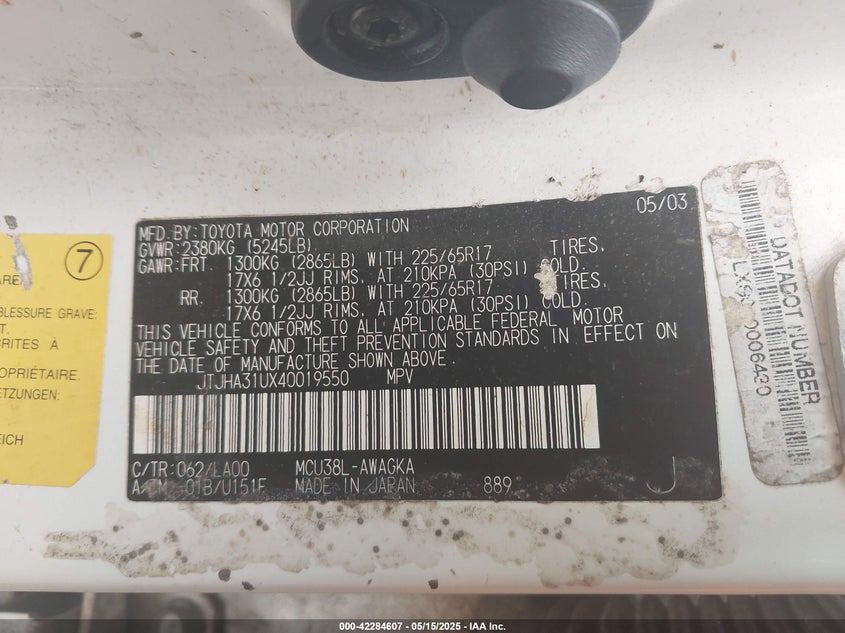 7
AREN
BLESSURE GRAVE:
T.
RITES À
OPRIÉTAIRE.
ETZUNGEN:
EICH
MFD. BY: TOYOTA MOTOR CORPORATION 05/03
GVWR: 2380KG (5245LB)
GAWR: FRT. 1300KG (2865LB) WITH 225/65R17 TIRES,
17X6 1/2JJ RIMS, AT 210KPA (30PSI) COLD.
RR. 1300KG (2865LB) WITH 225/65R17 TIRES,
17X6 1/2JJ RIMS, AT 210KPA (30PSI) COLD.
THIS VEHICLE CONFORMS TO ALL APPLICABLE FEDERAL MOTOR
VEHICLE SAFETY AND THEFT PREVENTION STANDARDS IN EFFECT ON
THE DATE OF MANUFACTURE SHOWN ABOVE.
JTJHA31UX40019550 MPV
C/TR: 062/LA00 MCU38L-AWAGKA
01B/U151F MADE IN JAPAN 889 J
DATADOT NUMBER
000-42284607 - 05/15/2025 - IAA Inc.